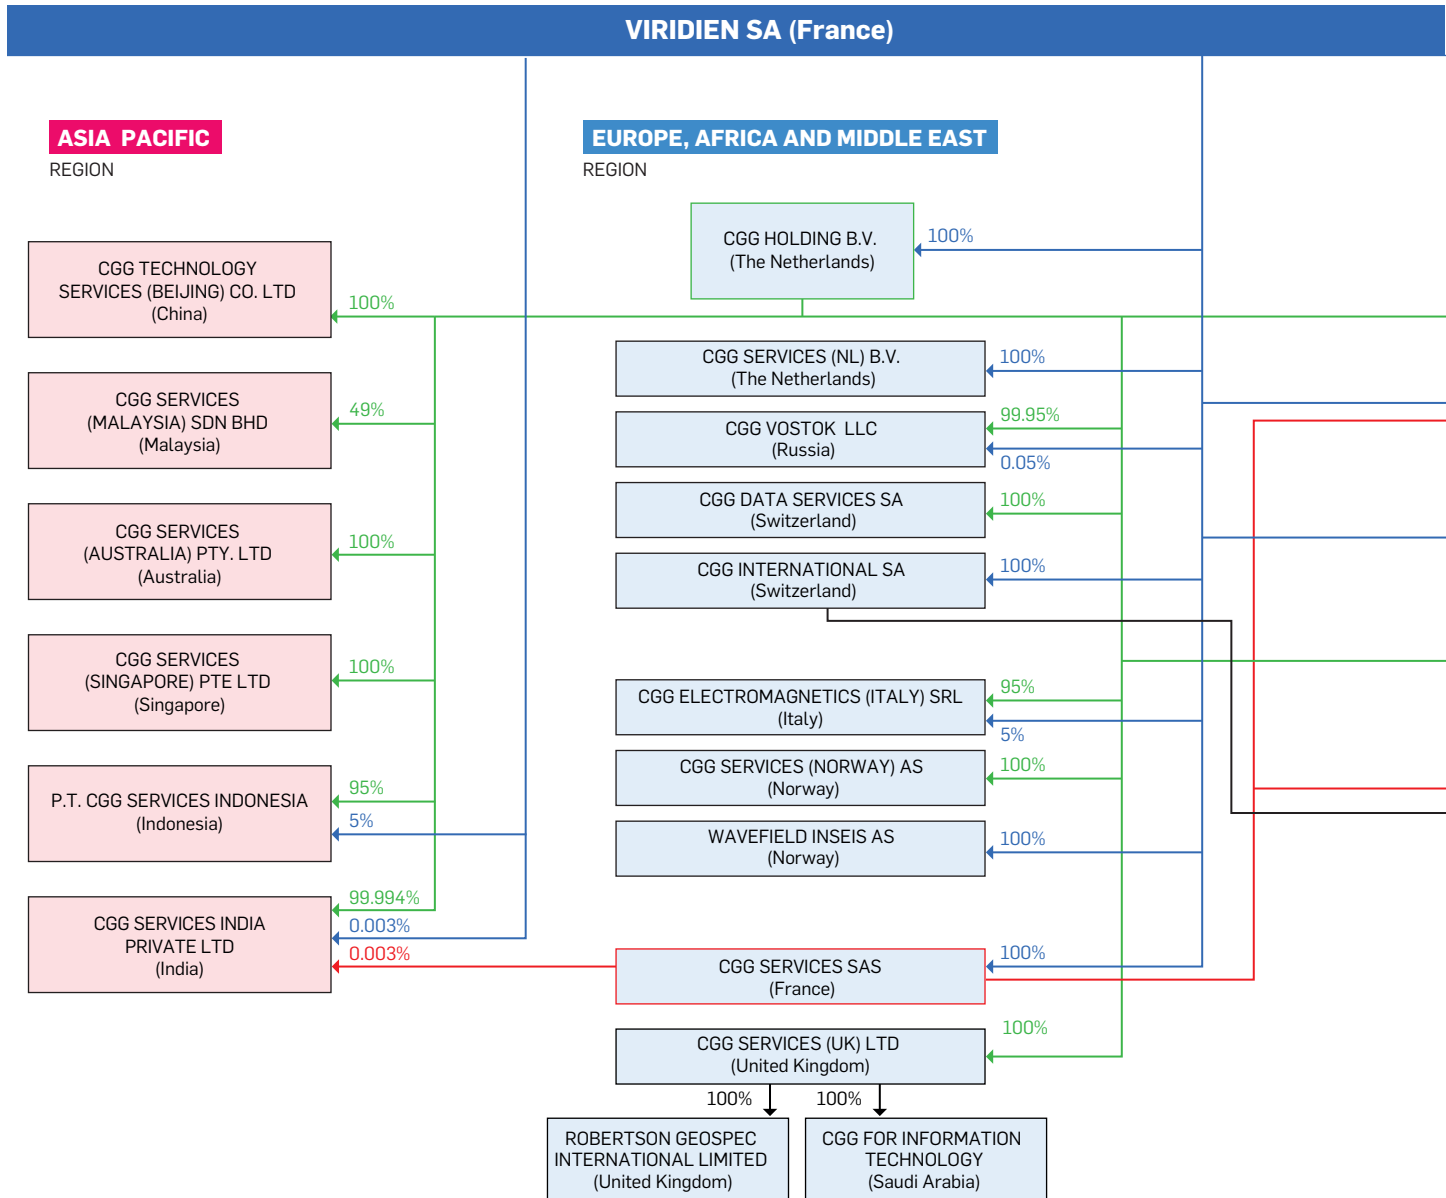 VIRIDIEN SA (France)
ASIA PACIFIC
REGION
CGG TECHNOLOGY
SERVICES (BEIJING) CO. LTD
(China)
100%
CGG SERVICES
(MALAYSIA) SDN BHD
(Malaysia)
49%
CGG SERVICES
(AUSTRALIA) PTY. LTD
(Australia)
100%
CGG SERVICES
(SINGAPORE) PTE LTD
(Singapore)
100%
P.T. CGG SERVICES INDONESIA
(Indonesia)
95%
5%
CGG SERVICES INDIA
PRIVATE LTD
(India)
99.994%
0.003%
0.003%
EUROPE, AFRICA AND MIDDLE EAST
REGION
CGG HOLDING B.V.
(The Netherlands)
100%
CGG SERVICES (NL) B.V.
(The Netherlands)
100%
CGG VOSTOK LLC
(Russia)
99.95%
0.05%
CGG DATA SERVICES SA
(Switzerland)
100%
CGG INTERNATIONAL SA
(Switzerland)
100%
CGG ELECTROMAGNETICS (ITALY) SRL
(Italy)
95%
5%
CGG SERVICES (NORWAY) AS
(Norway)
100%
WAVEFIELD INSEIS AS
(Norway)
100%
CGG SERVICES SAS
(France)
100%
CGG SERVICES (UK) LTD
(United Kingdom)
100%
100%
100%
ROBERTSON GEOSPEC
INTERNATIONAL LIMITED
(United Kingdom)
CGG FOR INFORMATION
TECHNOLOGY
(Saudi Arabia)